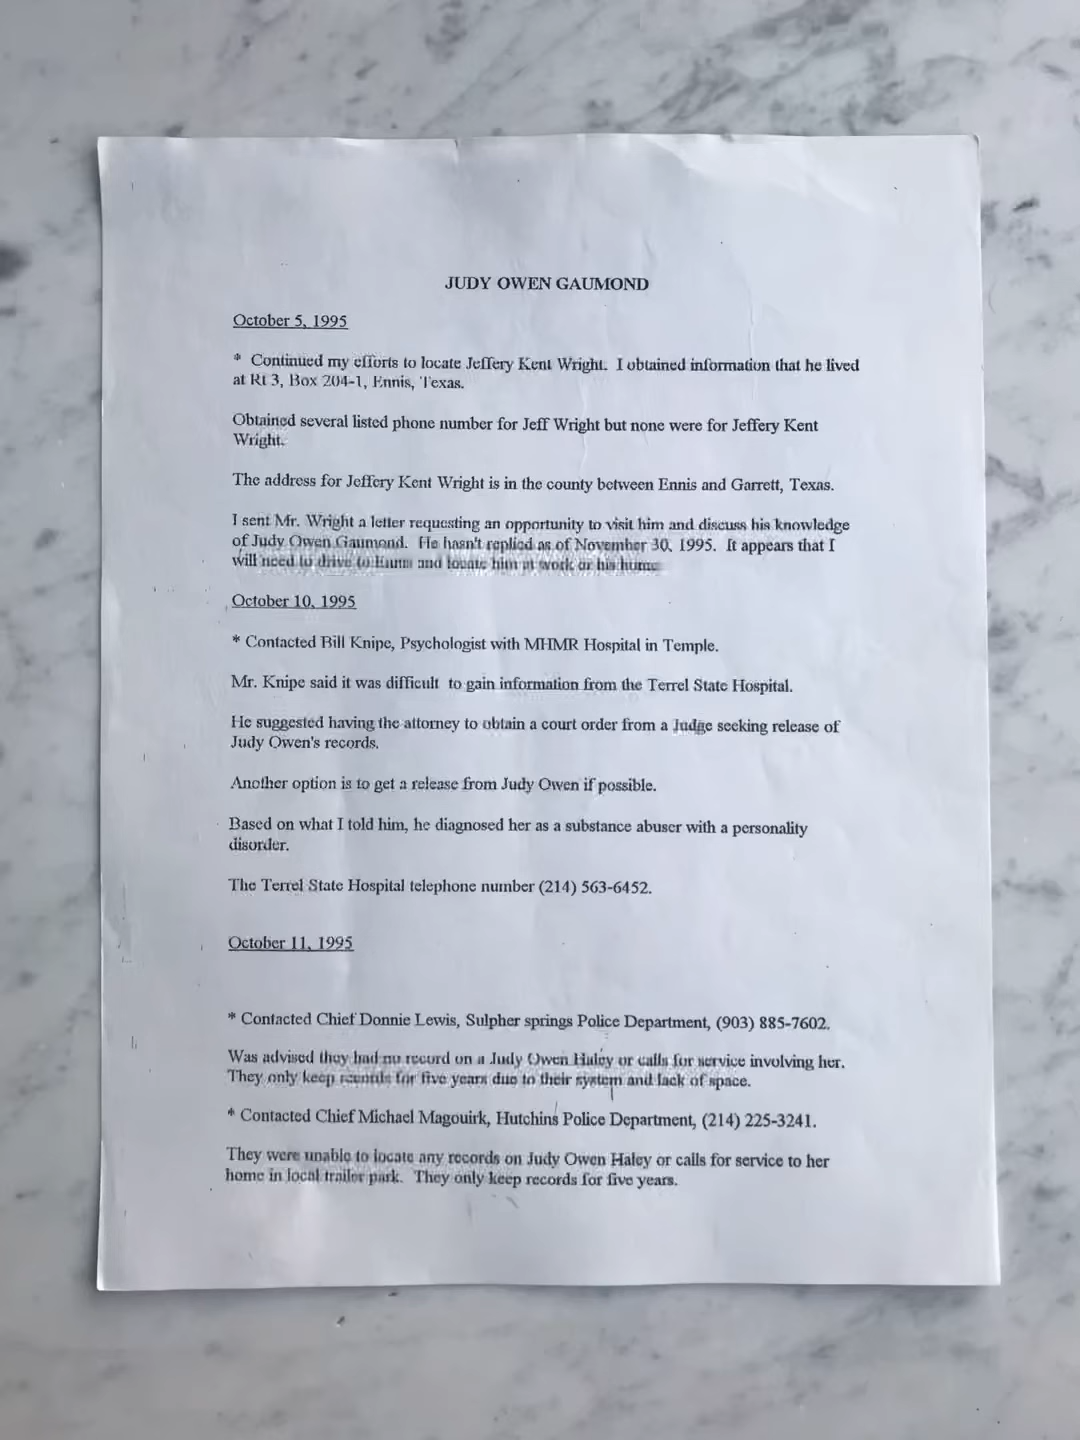 JUDY OWEN GAUMOND
October 5, 1995
* Continued my efforts to locate Jeffery Kent Wright. I obtained information that he lived
at Rt 3, Box 204-1, Ennis, Texas.
Obtained several listed phone number for Jeff Wright but none were for Jeffery Kent
Wright.
The address for Jeffery Kent Wright is in the county between Ennis and Garrett, Texas.
I sent Mr. Wright a letter requesting an opportunity to visit him and discuss his knowledge
of Judy Owen Gaumond. He hasn't replied as of November 30, 1995. It appears that I
will need to drive to Ennis and locate him at work or his home
October 10, 1995
* Contacted Bill Knipe, Psychologist with MHMR Hospital in Temple.
Mr. Knipe said it was difficult to gain information from the Terrel State Hospital.
He suggested having the attorney to obtain a court order from a Judge seeking release of
Judy Owen's records.
Another option is to get a release from Judy Owen if possible.
Based on what I told him, he diagnosed her as a substance abuser with a personality
disorder.
The Terrel State Hospital telephone number (214) 563-6452.
October 11, 1995
* Contacted Chief Donnie Lewis, Sulpher springs Police Department, (903) 885-7602.
Was advised they had no record on a Judy Owen Haley or calls for service involving her.
They only keep records for five years due to their system and lack of space.
* Contacted Chief Michael Magouirk, Hutchins Police Department, (214) 225-3241.
They were unable to locate any records on Judy Owen Haley or calls for service to her
home in local trailer park. They only keep records for five years.